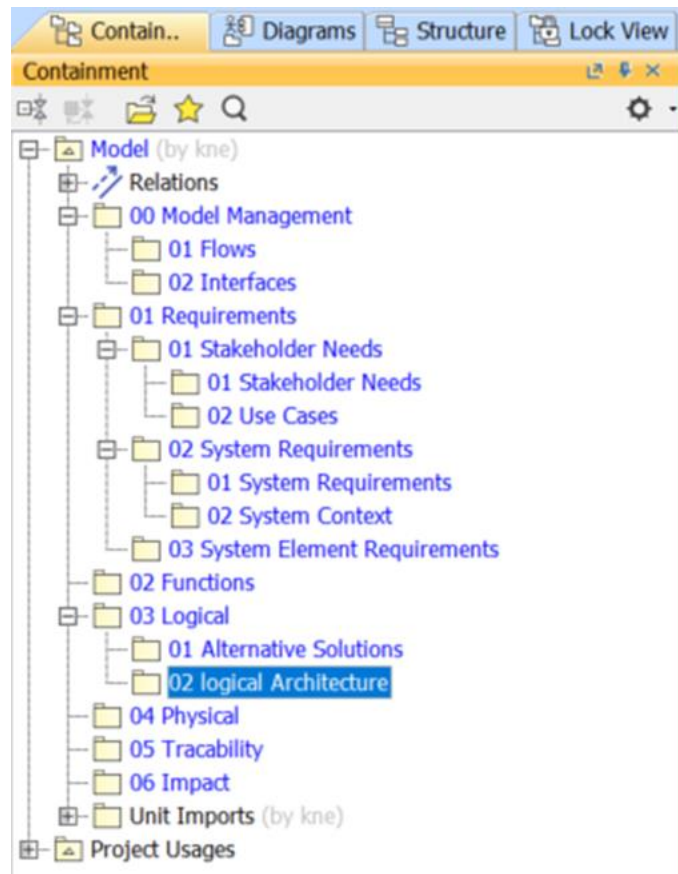 Contain.. Diagrams Structure Lock View
Containment
Model (by kne)
Relations
00 Model Management
01 Flows
02 Interfaces
01 Requirements
01 Stakeholder Needs
01 Stakeholder Needs
02 Use Cases
02 System Requirements
01 System Requirements
02 System Context
03 System Element Requirements
02 Functions
03 Logical
01 Alternative Solutions
02 logical Architecture
04 Physical
05 Tracability
06 Impact
Unit Imports (by kne)
Project Usages